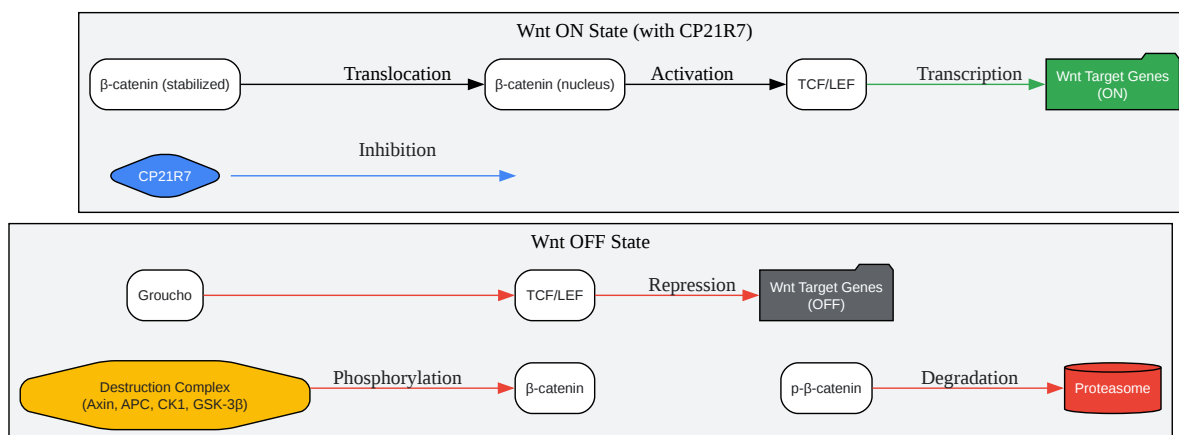 Wnt ON State (with CP21R7)
β-catenin (stabilized)
Translocation
β-catenin (nucleus)
Activation
TCF/LEF
Transcription
Wnt Target Genes
(ON)
CP21R7
Inhibition
Wnt OFF State
Groucho
TCF/LEF
Repression
Wnt Target Genes
(OFF)
Destruction Complex
(Axin, APC, CK1, GSK-3β)
Phosphorylation
β-catenin
p-β-catenin
Degradation
Proteasome